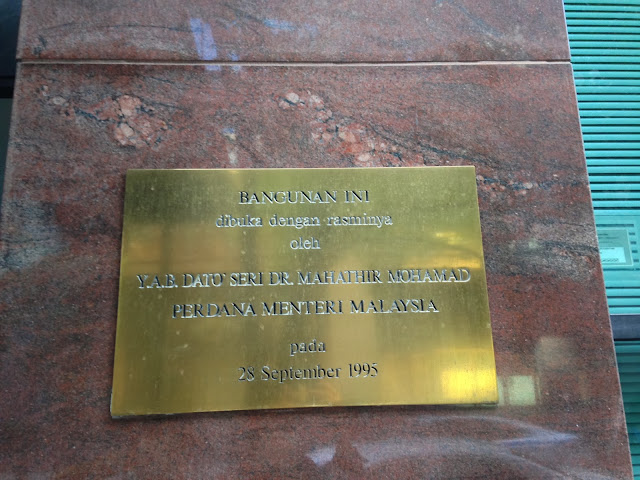 BANGUNAN INI
dibuka dengan rasminya
oleh
Y.A.B. DATO' SERI DR. MAHATHIR MOHAMAD
PERDANA MENTERI MALAYSIA
pada
28 September 1995